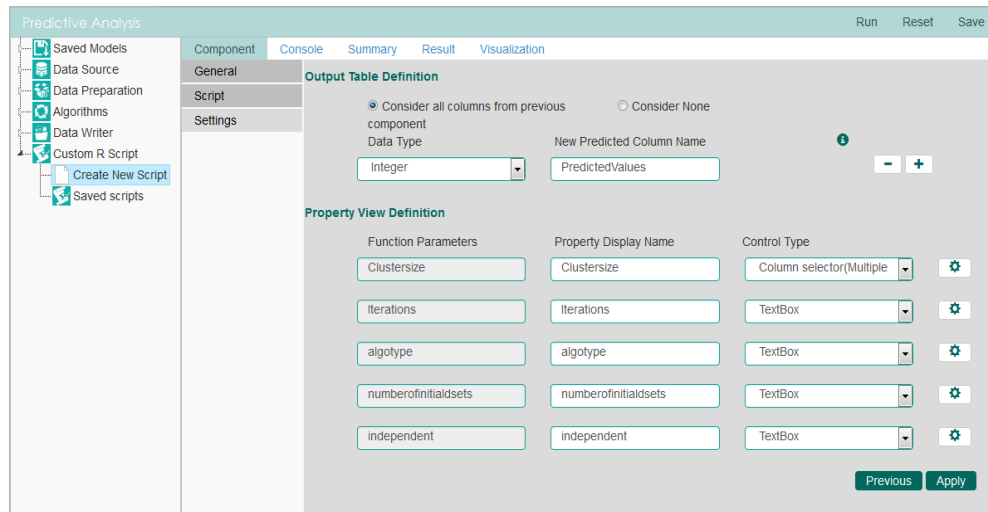 Predictive Analysis
Run Reset Save
Saved Models
Data Source
Data Preparation
Algorithms
Data Writer
Custom R Script
Create New Script
Saved scripts
Component Console Summary Result Visualization
General
Script
Settings
Output Table Definition
Consider all columns from previous component
Consider None
Data Type New Predicted Column Name
Integer PredictedValues
Property View Definition
Function Parameters Property Display Name Control Type
Clustersize Clustersize Column selector(Multiple
Iterations Iterations TextBox
algotype algotype TextBox
numberofinitialdsets numberofinitialdsets TextBox
independent independent TextBox
Previous Apply